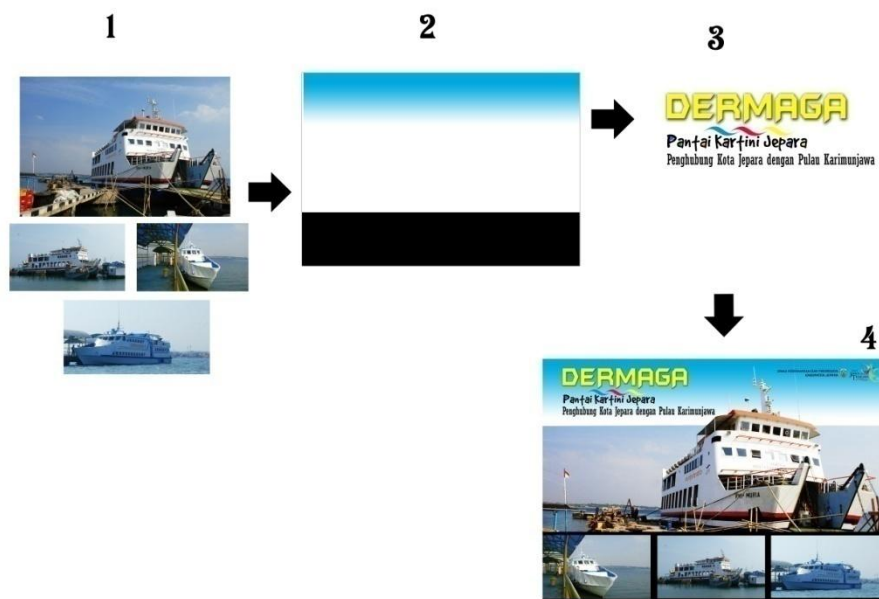 1
2
3
DERMAGA
Pantai Kartini Jepara
Penghubung Kota Jepara dengan Pulau Karimunjawa
4
DERMAGA
Pantai Kartini Jepara
Penghubung Kota Jepara dengan Pulau Karimunjawa